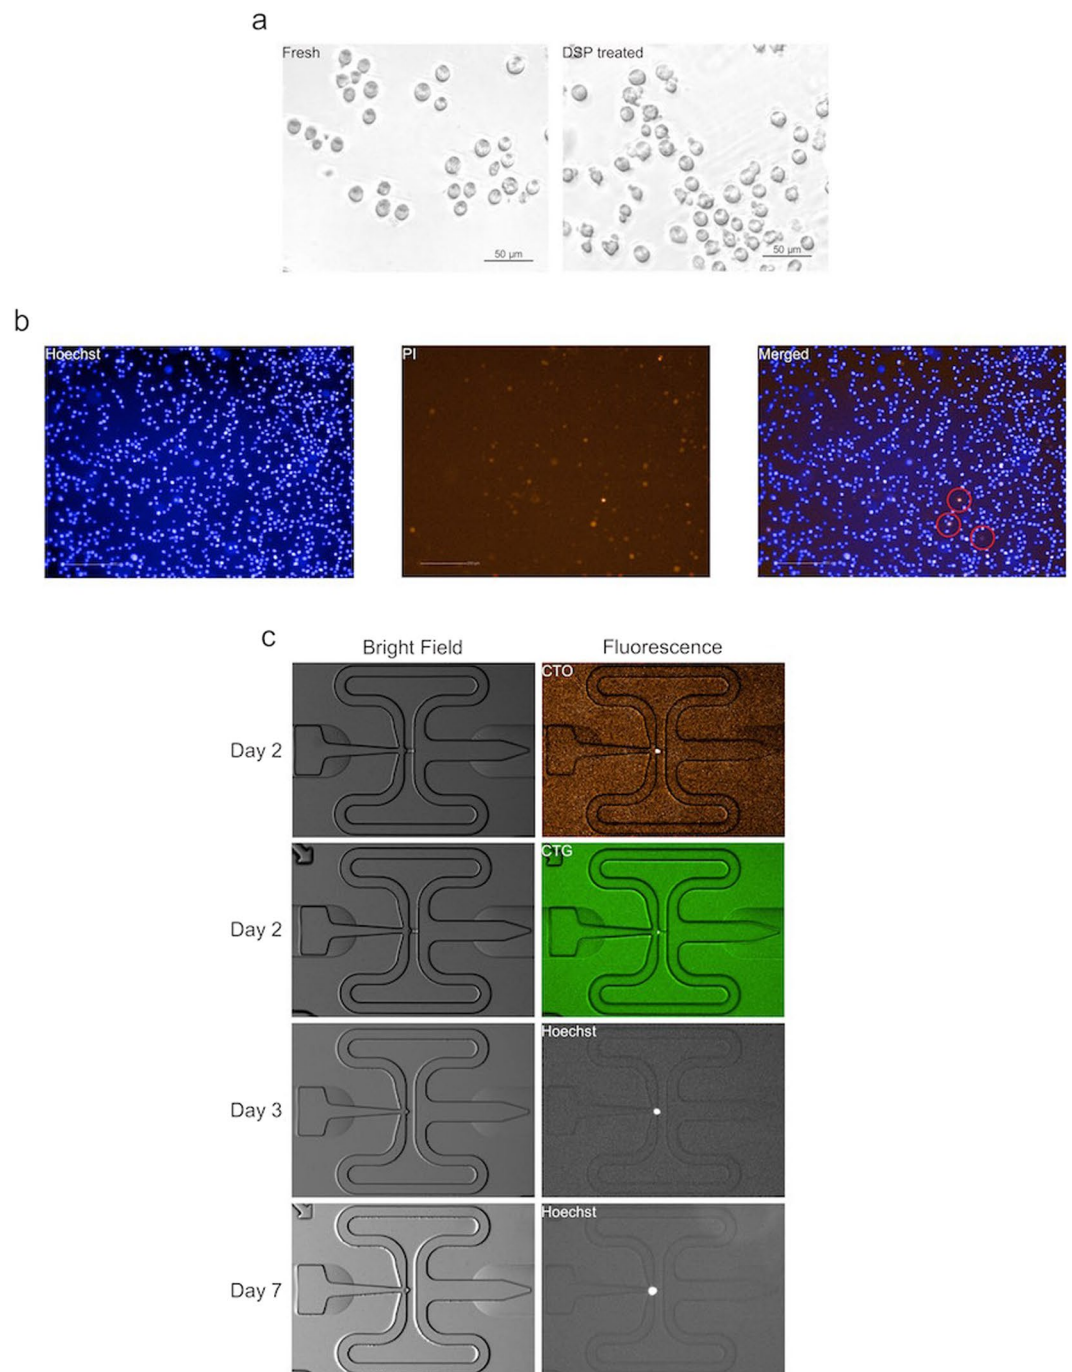 a
Fresh
DSP treated
50 µm
50 µm
b
Hoechst
PI
Merged
c
Bright Field
Fluorescence
Day 2
CTO
Day 2
CTG
Day 3
Hoechst
Day 7
Hoechst